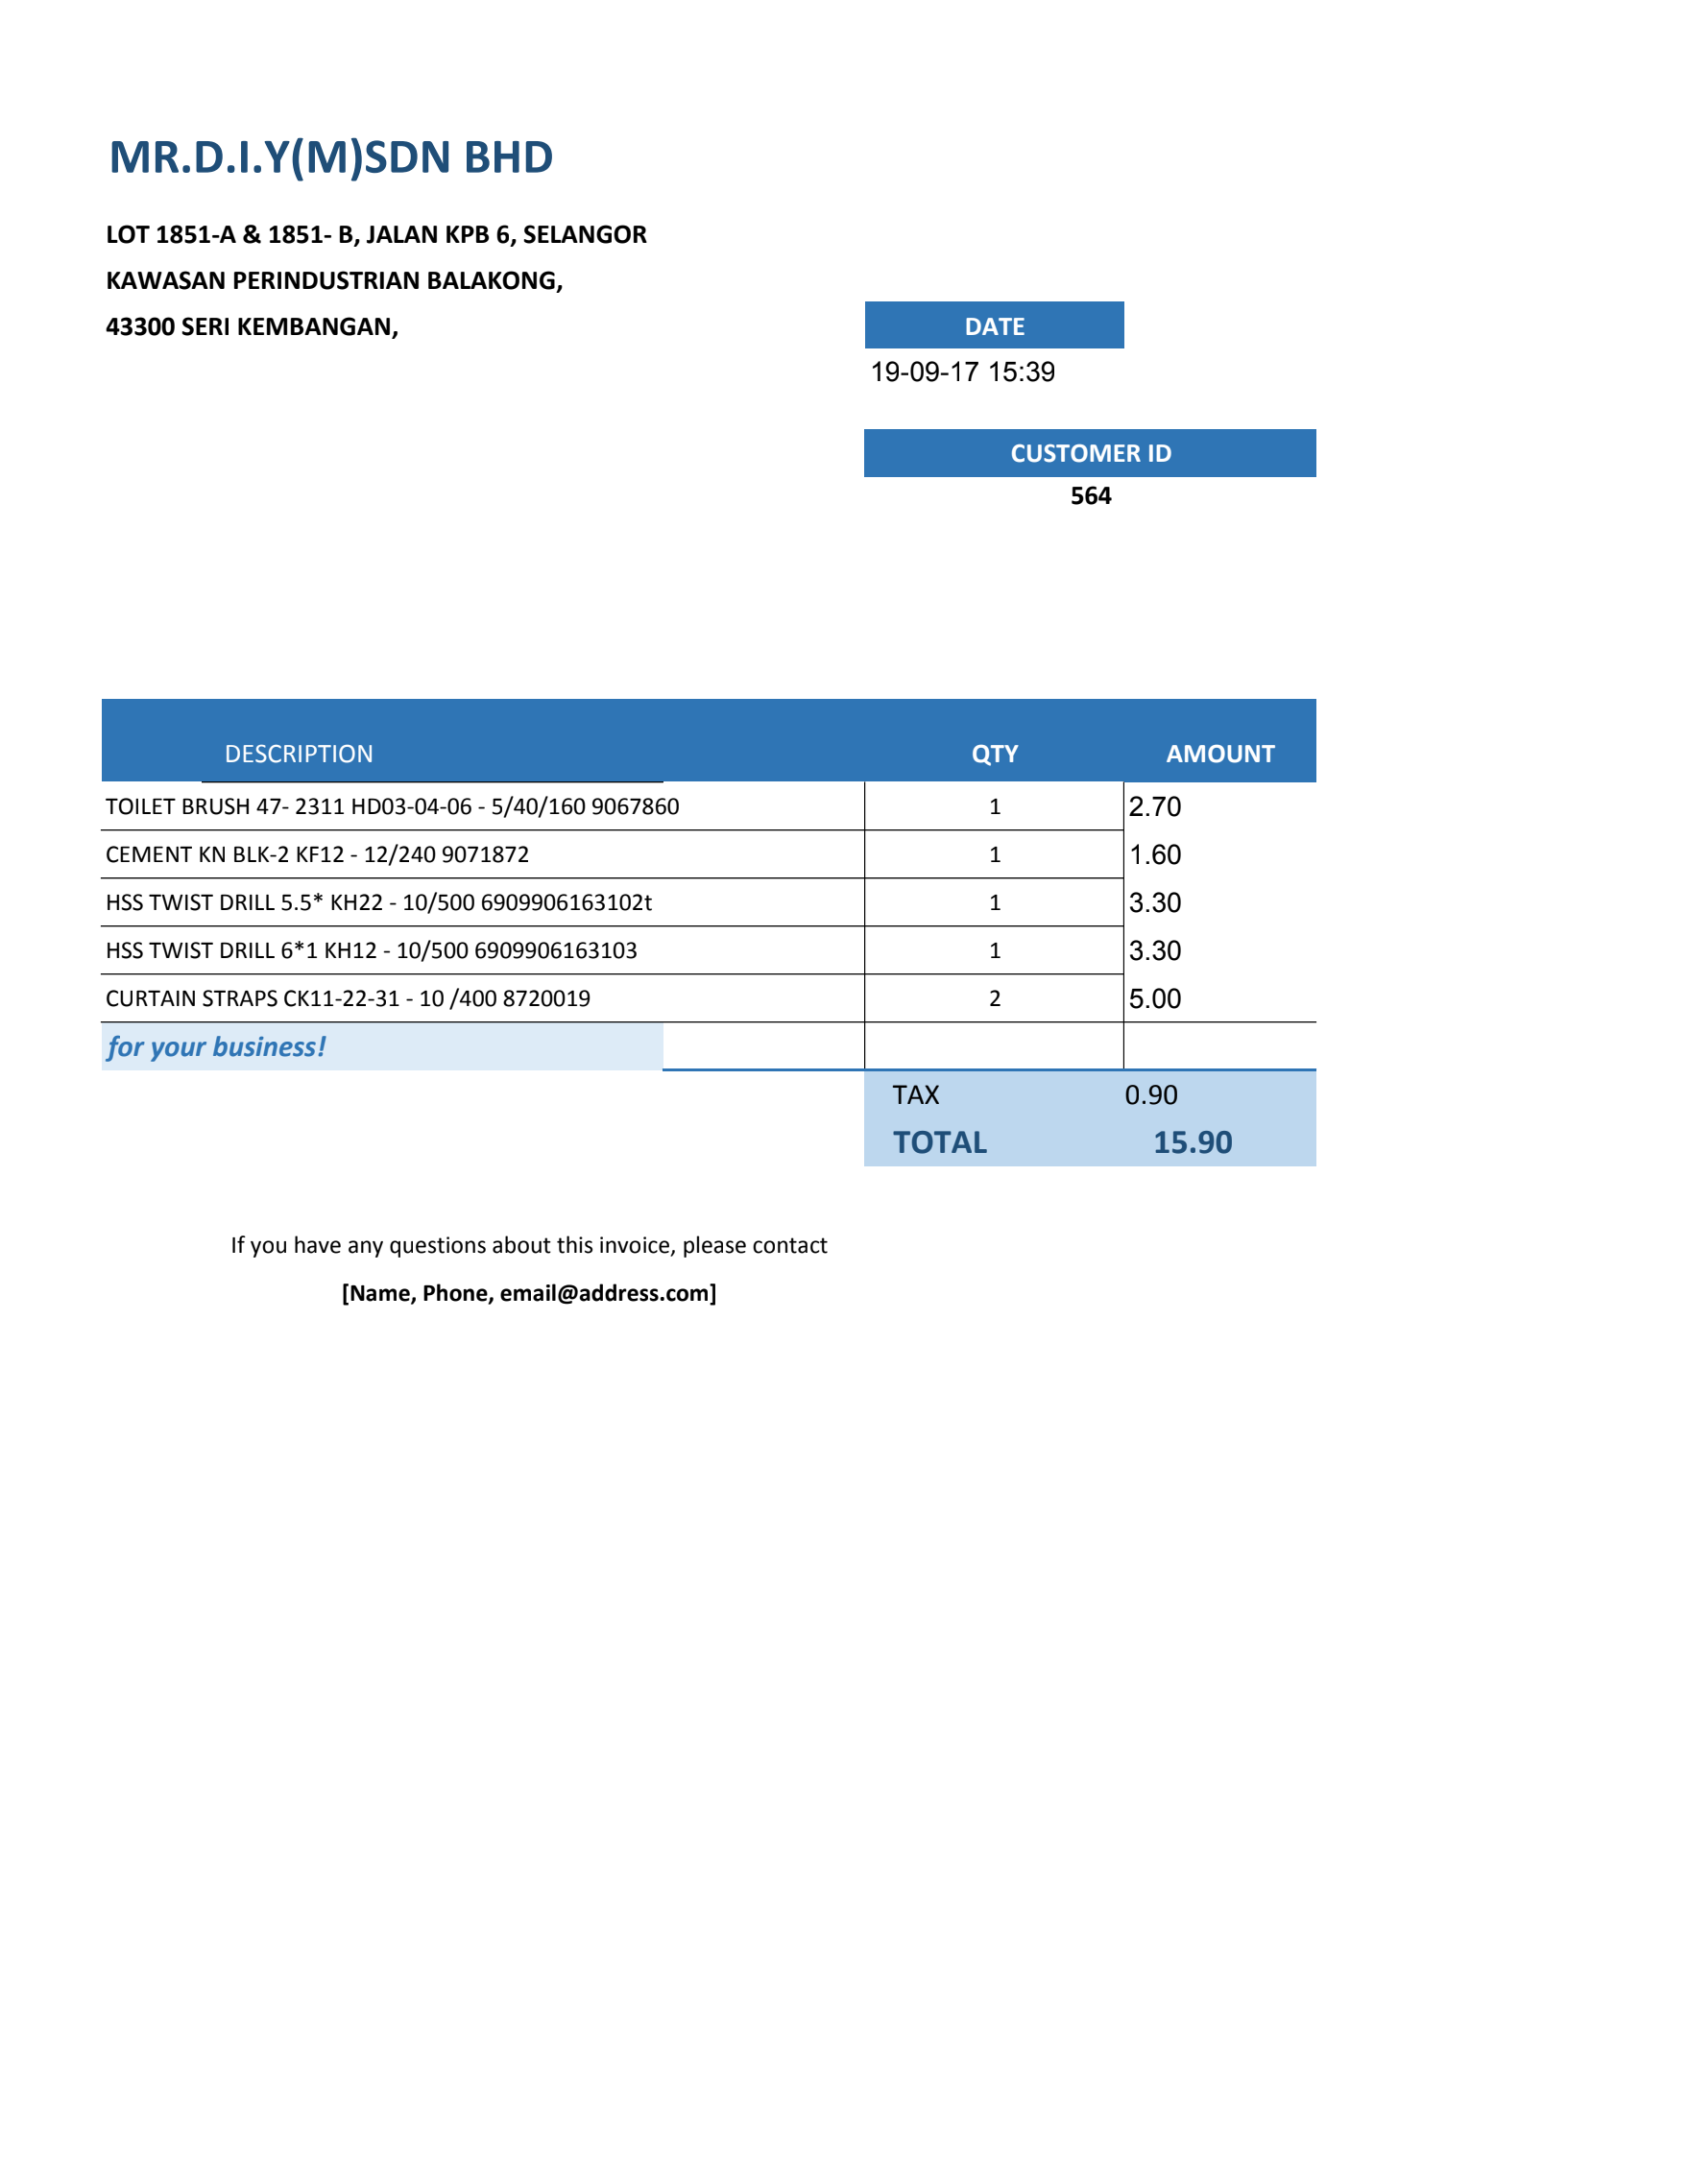 MR.D.I.Y(M)SDN BHD
LOT 1851-A & 1851- B, JALAN KPB 6, SELANGOR
KAWASAN PERINDUSTRIAN BALAKONG,
43300 SERI KEMBANGAN,
DATE
19-09-17 15:39
CUSTOMER ID
564
DESCRIPTION QTY AMOUNT
TOILET BRUSH 47- 2311 HD03-04-06 - 5/40/160 9067860 1 2.70
CEMENT KN BLK-2 KF12 - 12/240 9071872 1 1.60
HSS TWIST DRILL 5.5* KH22 - 10/500 6909906163102t 1 3.30
HSS TWIST DRILL 6*1 KH12 - 10/500 6909906163103 1 3.30
CURTAIN STRAPS CK11-22-31 - 10 /400 8720019 2 5.00
for your business!
TAX 0.90
TOTAL 15.90
If you have any questions about this invoice, please contact
[Name, Phone, email@address.com]